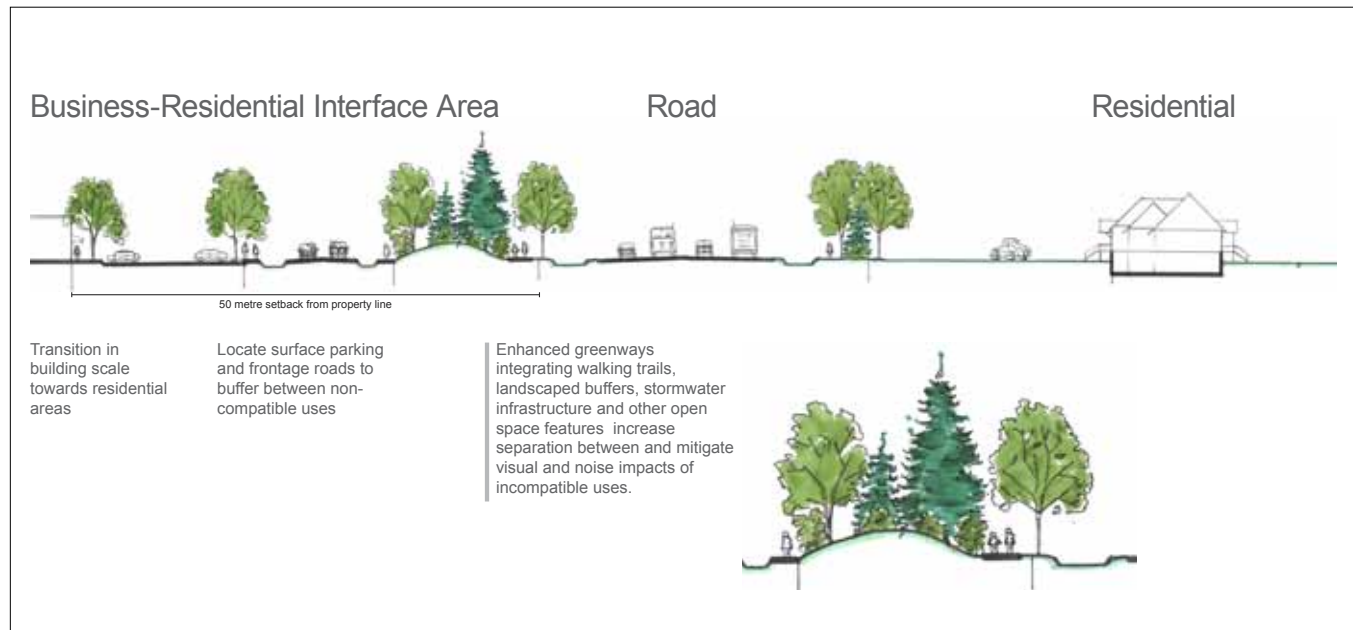 Business-Residential Interface Area
Road
Residential
50 metre setback from property line
Transition in
building scale
towards residential
areas
Locate surface parking
and frontage roads to
buffer between non-
compatible uses
Enhanced greenways
integrating walking trails,
landscaped buffers, stormwater
infrastructure and other open
space features  increase
separation between and mitigate
visual and noise impacts of
incompatible uses.